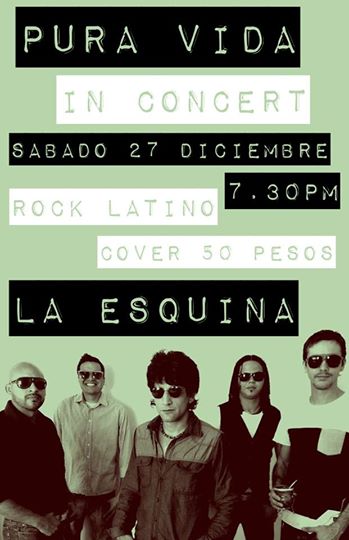 PURA VIDA
IN CONCERT
SABADO 27 DICIEMBRE
7.30PM
ROCK LATINO
COVER 50 PESOS
LA ESQUINA